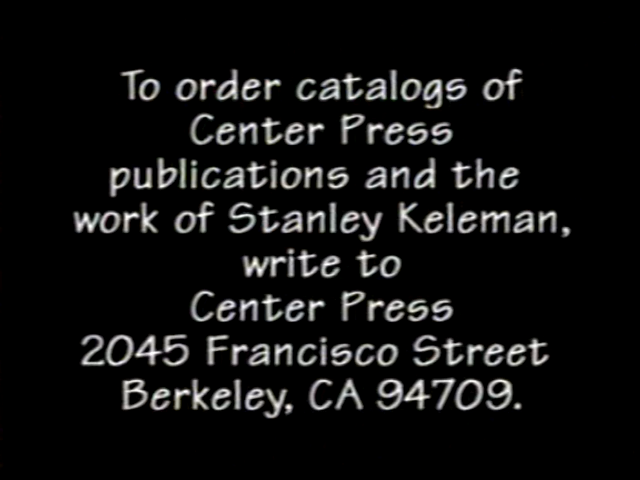 To order catalogs of
Center Press
publications and the
work of Stanley Keleman,
write to
Center Press
2045 Francisco Street
Berkeley, CA 94709.